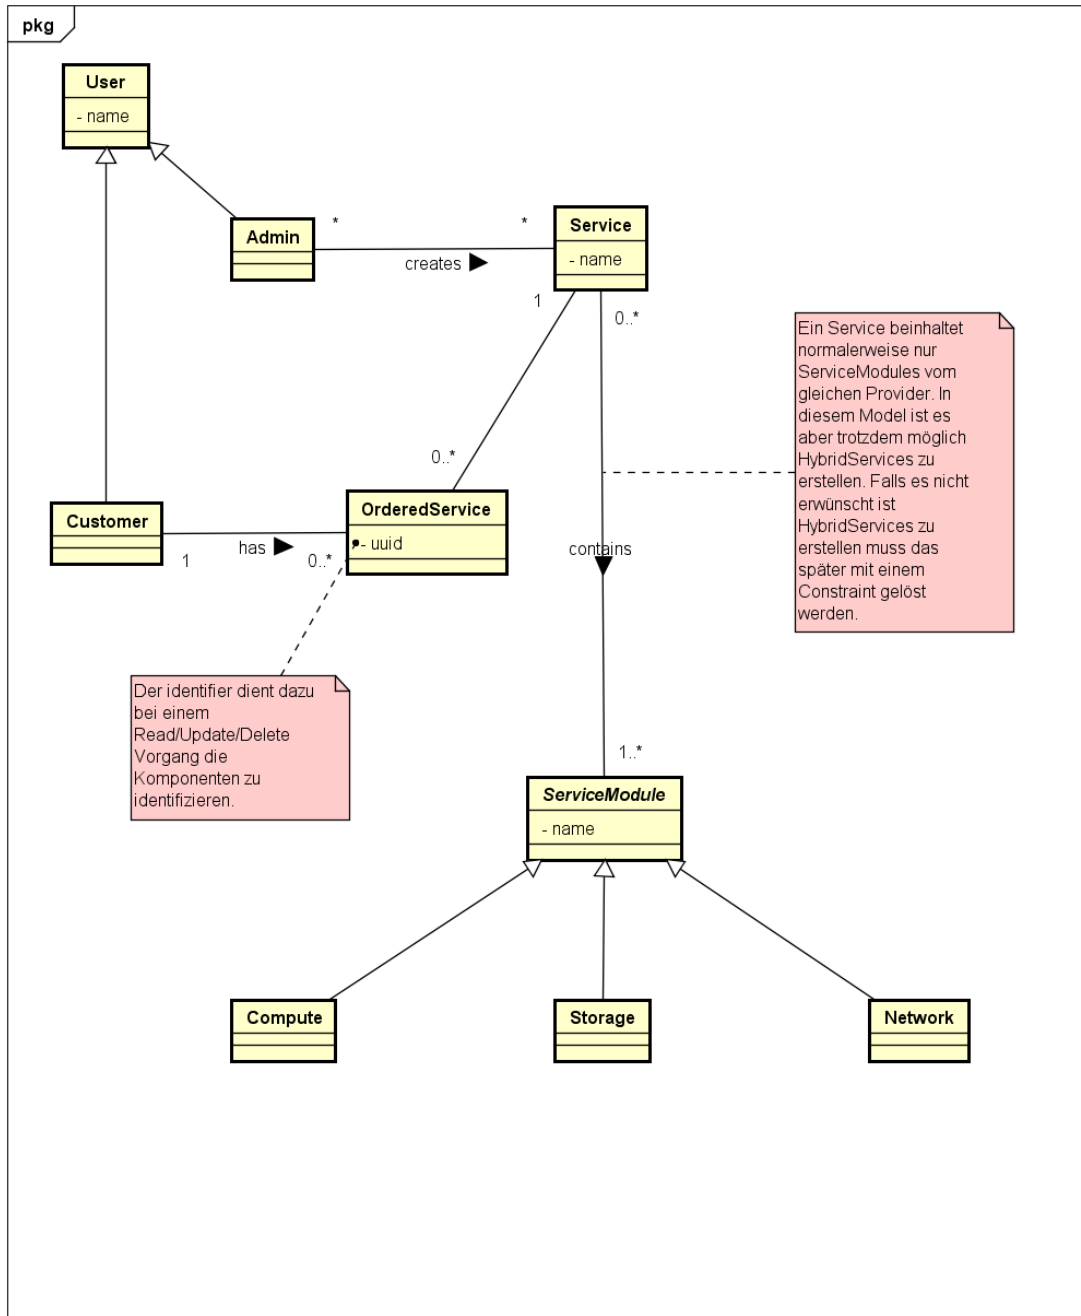 pkg
User
- name
Admin
*
*
creates
Service
- name
1
0..*
Ein Service beinhaltet
normalerweise nur
ServiceModules vom
gleichen Provider. In
diesem Model ist es
aber trotzdem möglich
HybridServices zu
erstellen. Falls es nicht
erwünscht ist
HybridServices zu
erstellen muss das
später mit einem
Constraint gelöst
werden.
0..*
Customer
1
has
0..*
OrderedService
- uuid
contains
Der identifier dient dazu
bei einem
Read/Update/Delete
Vorgang die
Komponenten zu
identifizieren.
1..*
ServiceModule
- name
Compute
Storage
Network